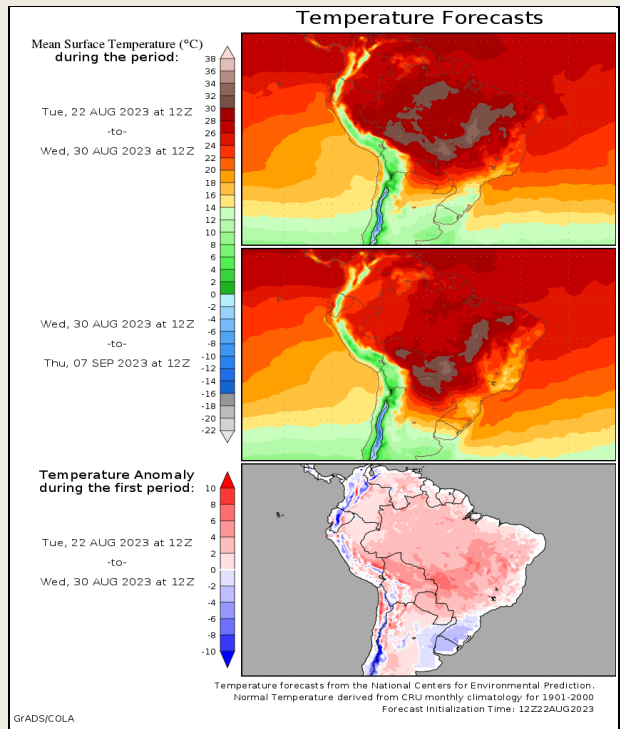 Temperature Forecasts
Mean Surface Temperature (°C)
during the period:
38
36
34
32
30
28
26
24
22
20
18
16
14
12
10
8
6
4
2
0
-2
-4
-6
-8
-10
-12
-14
-16
-18
-20
-22
Tue, 22 AUG 2023 at 12Z
-to-
Wed, 30 AUG 2023 at 12Z
Wed, 30 AUG 2023 at 12Z
-to-
Thu, 07 SEP 2023 at 12Z
Temperature Anomaly
during the first period:
10
8
6
4
2
0
-2
-4
-6
-8
-10
Tue, 22 AUG 2023 at 12Z
-to-
Wed, 30 AUG 2023 at 12Z
Temperature forecasts from the National Centers for Environmental Prediction.
Normal Temperature derived from CRU monthly climatology for 1901-2000
Forecast Initialization Time: 12Z22AUG2023
GrADS/COLA